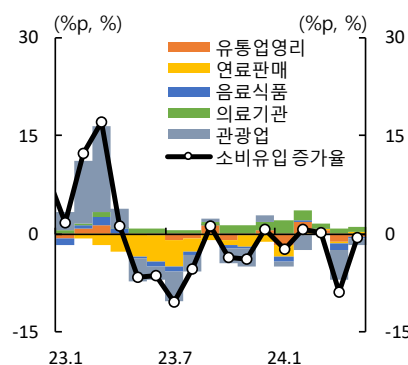 (%p, %) (%p, %)
30 30
유통업영리
연료판매
음료식품
15 15
의료기관
관광업
소비유입 증가율
0 0
-15 -15
23.1 23.7 24.1